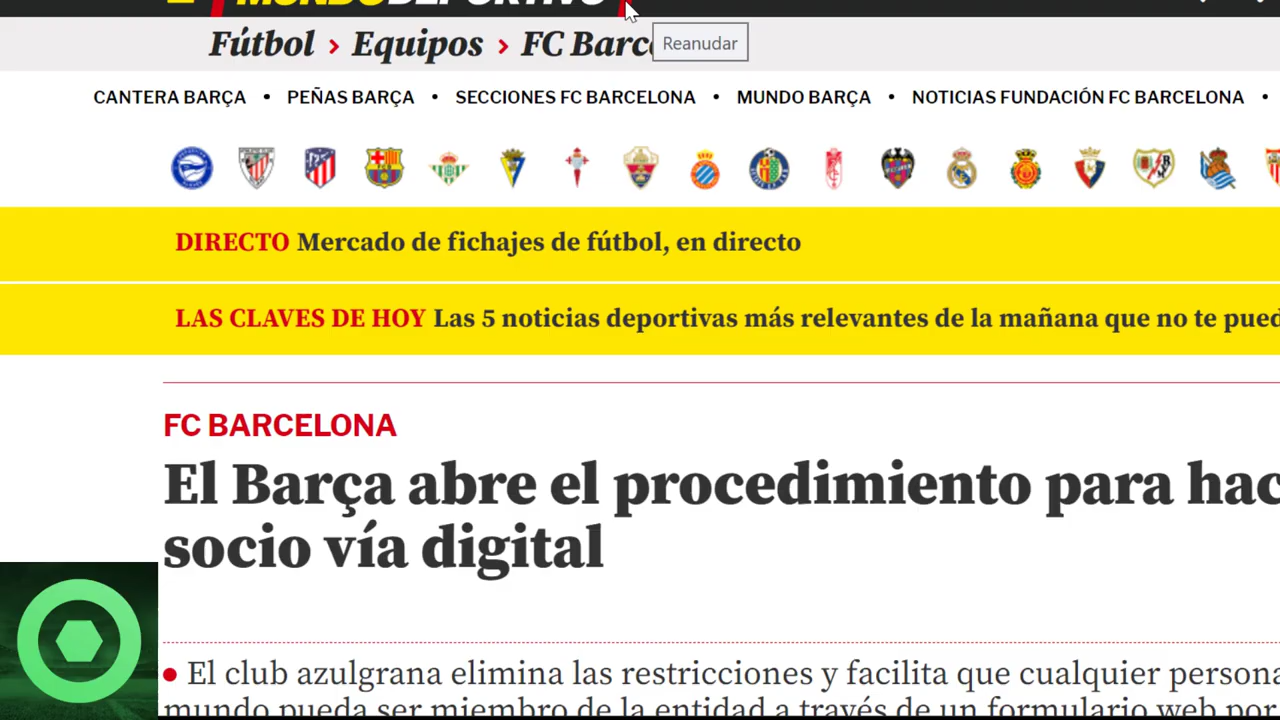 MUNDODEPORTIVO
Fútbol > Equipos > FC Barc
Reanudar
CANTERA BARÇA • PEÑAS BARÇA • SECCIONES FC BARCELONA • MUNDO BARÇA • NOTICIAS FUNDACIÓN FC BARCELONA •
DIRECTO Mercado de fichajes de fútbol, en directo
LAS CLAVES DE HOY Las 5 noticias deportivas más relevantes de la mañana que no te pued
FC BARCELONA
El Barça abre el procedimiento para hac
socio vía digital
• El club azulgrana elimina las restricciones y facilita que cualquier persona
mundo pueda ser miembro de la entidad a través de un formulario web por